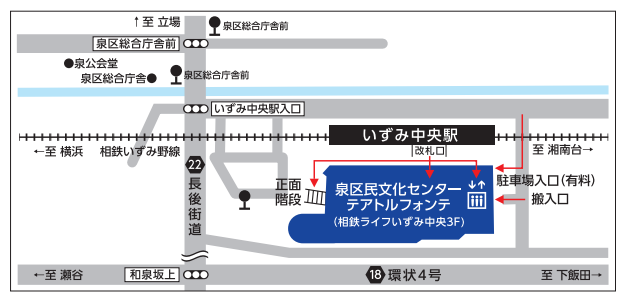 ↑至 立場
泉区総合庁舎前
泉区総合庁舎前
●泉公会堂
泉区総合庁舎●
泉区総合庁舎前
いずみ中央駅入口
いずみ中央駅
←至 横浜
相鉄いずみ野線
改札口
至 湘南台→
22
長後街道
正面
階段
泉区民文化センター
テアトルフォンテ
(相鉄ライフいずみ中央3F)
駐車場入口(有料)
搬入口
←至 瀬谷
和泉坂上
18 環状4号
至 下飯田→